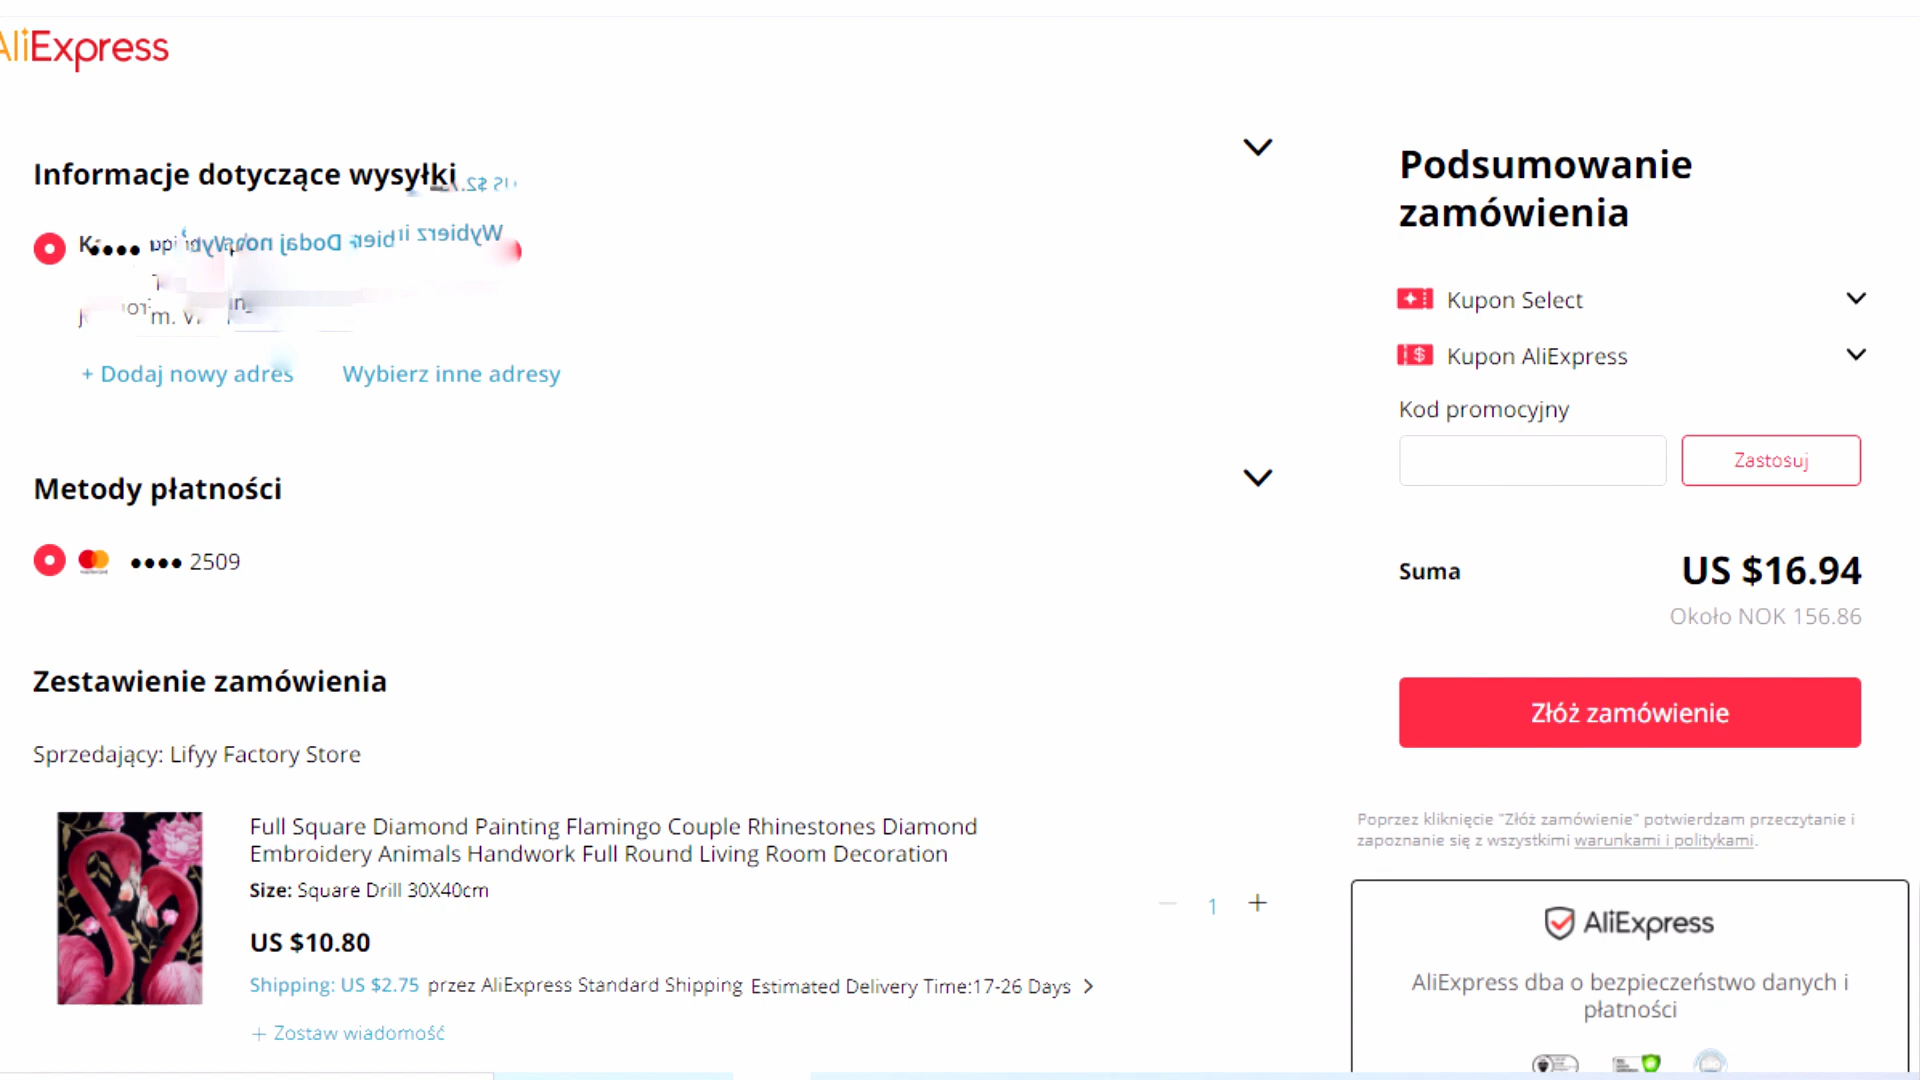 AliExpress
Informacje dotyczące wysyłki
+ Dodaj nowy adres Wybierz inne adresy
Metody płatności
•••• 2509
Zestawienie zamówienia
Sprzedający: Lifyy Factory Store
Full Square Diamond Painting Flamingo Couple Rhinestones Diamond
Embroidery Animals Handwork Full Round Living Room Decoration
Size: Square Drill 30X40cm
1 +
US $10.80
Shipping: US $2.75 przez AliExpress Standard Shipping Estimated Delivery Time:17-26 Days
+ Zostaw wiadomość
Podsumowanie
zamówienia
Kupon Select
Kupon AliExpress
Kod promocyjny
Zastosuj
Suma US $16.94
Około NOK 156.86
Złóż zamówienie
Poprzez kliknięcie "Złóż zamówienie" potwierdzam przeczytanie i
zapoznanie się z wszystkimi warunkami i politykami.
AliExpress
AliExpress dba o bezpieczeństwo danych i
płatności